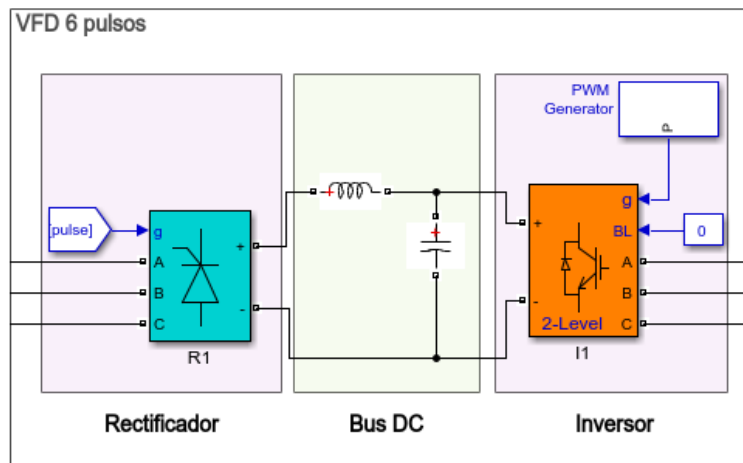 VFD 6 pulsos
PWM
Generator
P
[pulse]
g
A
B
C
+
-
R1
+
+
g
BL
0
+
-
A
B
C
2-Level
I1
Rectificador
Bus DC
Inversor